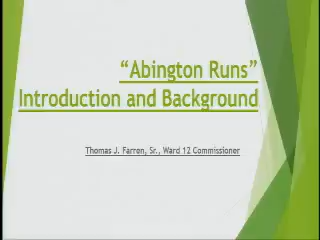 “Abington Runs”
Introduction and Background
Thomas J. Farren, Sr., Ward 12 Commissioner